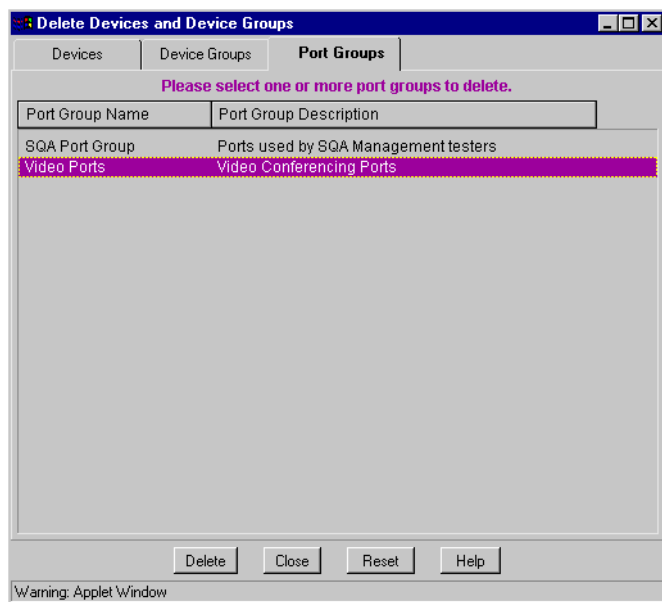 Delete Devices and Device Groups
Devices Device Groups Port Groups
Please select one or more port groups to delete.
Port Group Name Port Group Description
SQA Port Group Ports used by SQA Management testers
Video Ports Video Conferencing Ports
Delete Close Reset Help
Warning: Applet Window